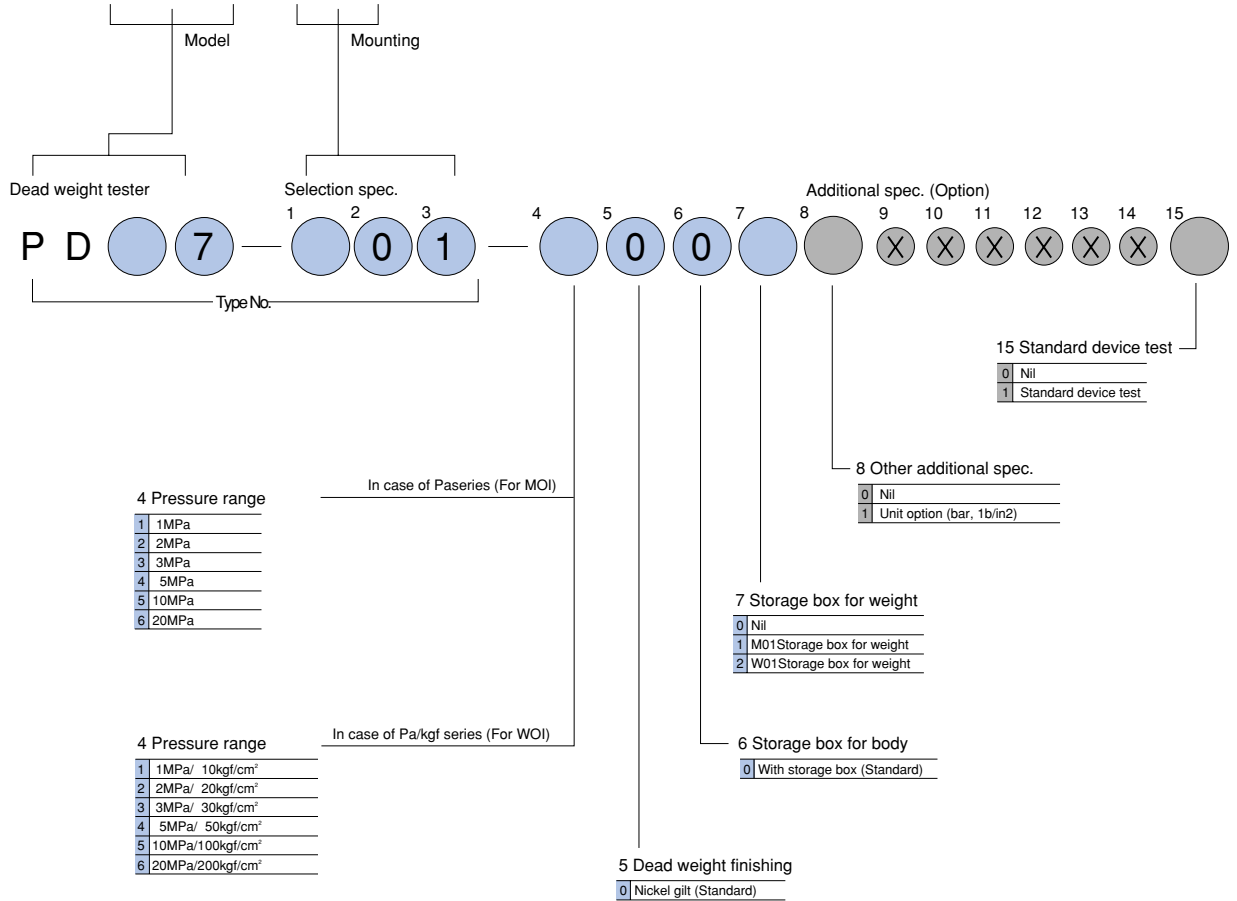 Model
Mounting
Dead weight tester
Selection spec.
Additional spec. (Option)
1 2 3 4 5 6 7 8 9 10 11 12 13 14 15
P D 7 0 1 0 0 X X X X X X
Type No.
15 Standard device test
0 Nil
1 Standard device test
8 Other additional spec.
0 Nil
1 Unit option (bar, 1b/in2)
In case of Paseries (For MOI)
4 Pressure range
1 1MPa
2 2MPa
3 3MPa
4 5MPa
5 10MPa
6 20MPa
7 Storage box for weight
0 Nil
1 M01Storage box for weight
2 W01Storage box for weight
In case of Pa/kgf series (For WOI)
4 Pressure range
1 1MPa/ 10kgf/cm²
2 2MPa/ 20kgf/cm²
3 3MPa/ 30kgf/cm²
4 5MPa/ 50kgf/cm²
5 10MPa/100kgf/cm²
6 20MPa/200kgf/cm²
6 Storage box for body
0 With storage box (Standard)
5 Dead weight finishing
0 Nickel gilt (Standard)